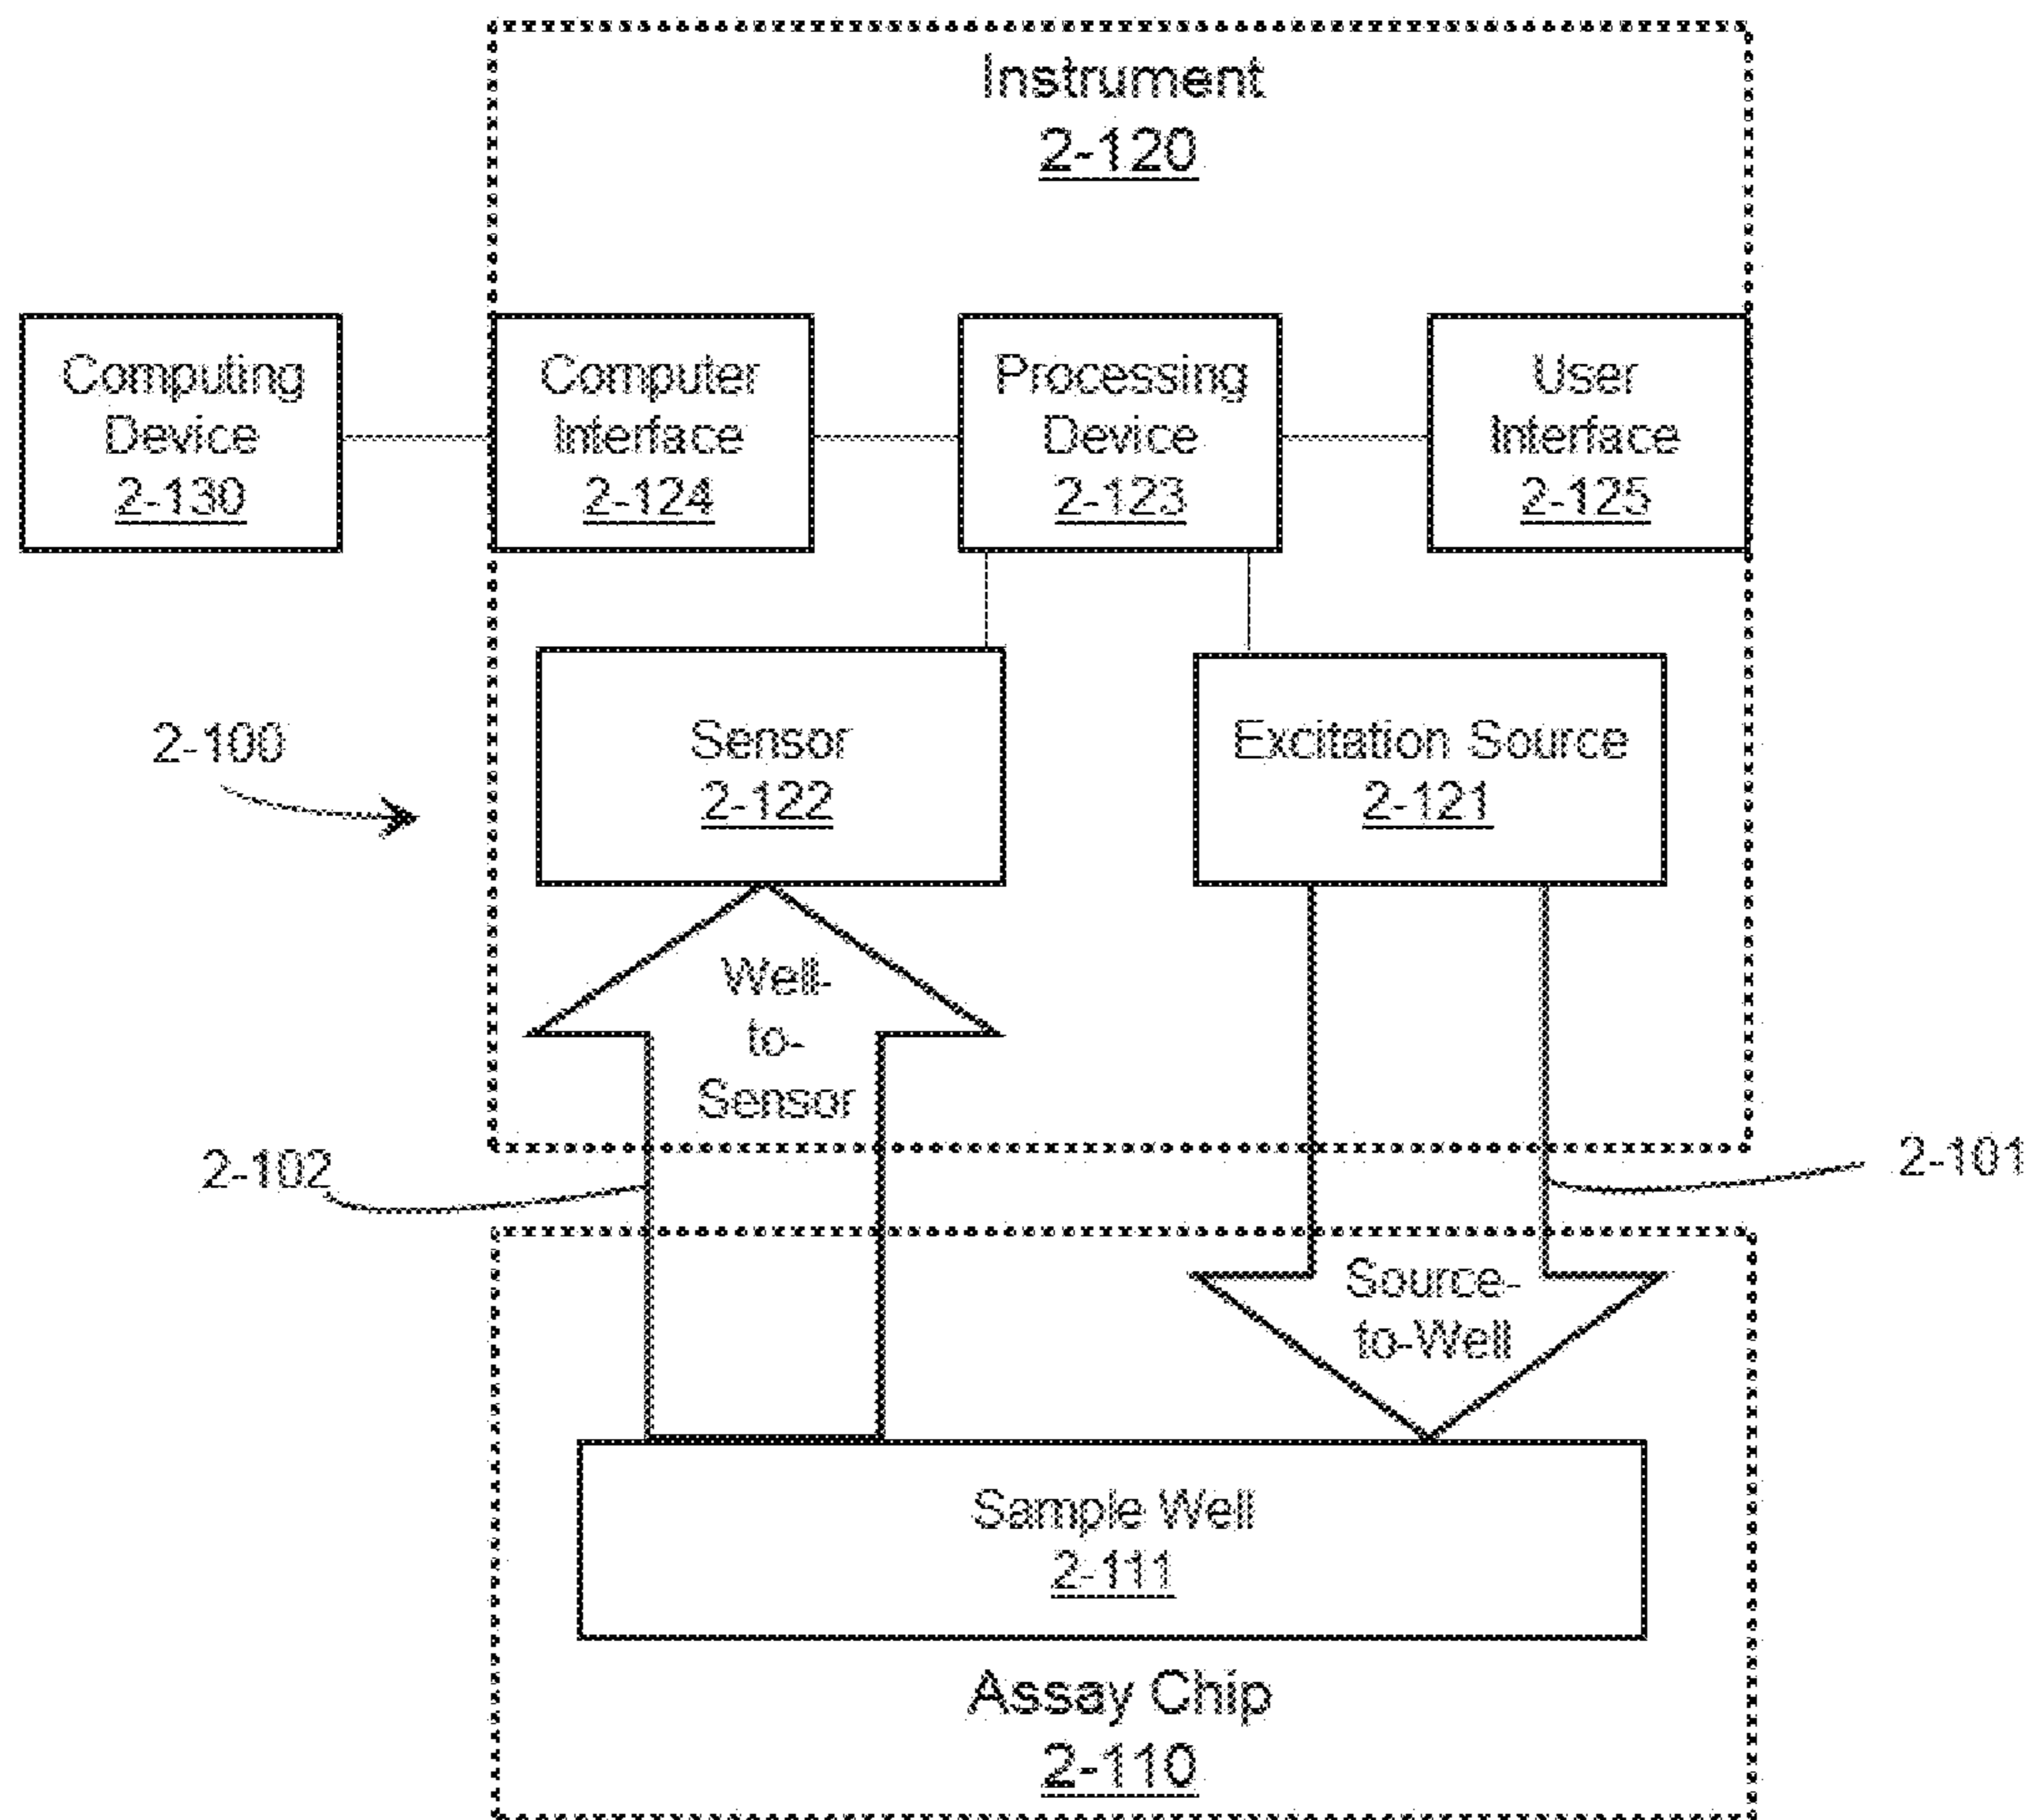 Instrument
2-120
Computing
Device
2-130
Computer
Interface
2-124
Processing
Device
2-123
User
Interface
2-125
2-100
Sensor
2-122
Excitation Source
2-121
Well-
to-
Sensor
2-102
2-101
Source-
to-Well
Sample Well
2-111
Assay Chip
2-110